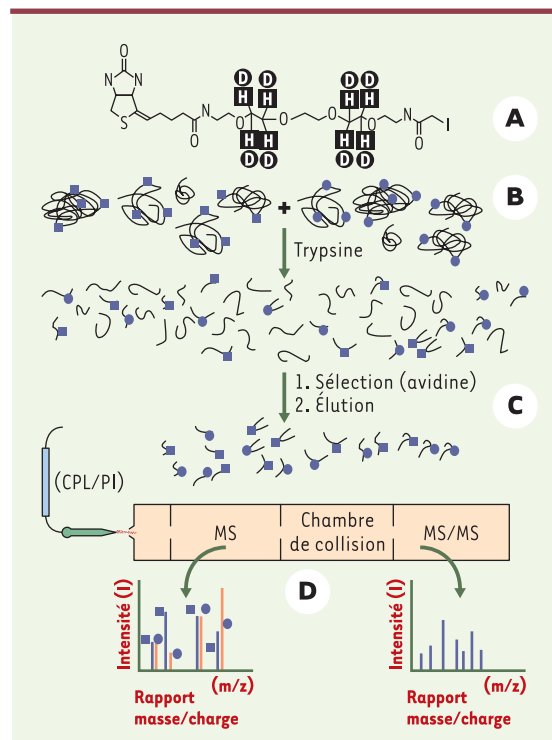 D D D D
H H H H
O
HN N
S
H
N
O
O
O
O
O
H
N
O
I
H H H H
D D D D
A
B
+
Trypsine
1. Sélection (avidine)
2. Élution
C
(CPL/PI)
MS
Chambre
de collision
MS/MS
D
Intensité (I)
(m/z)
Rapport
masse/charge
Intensité (I)
(m/z)
Rapport
masse/charge